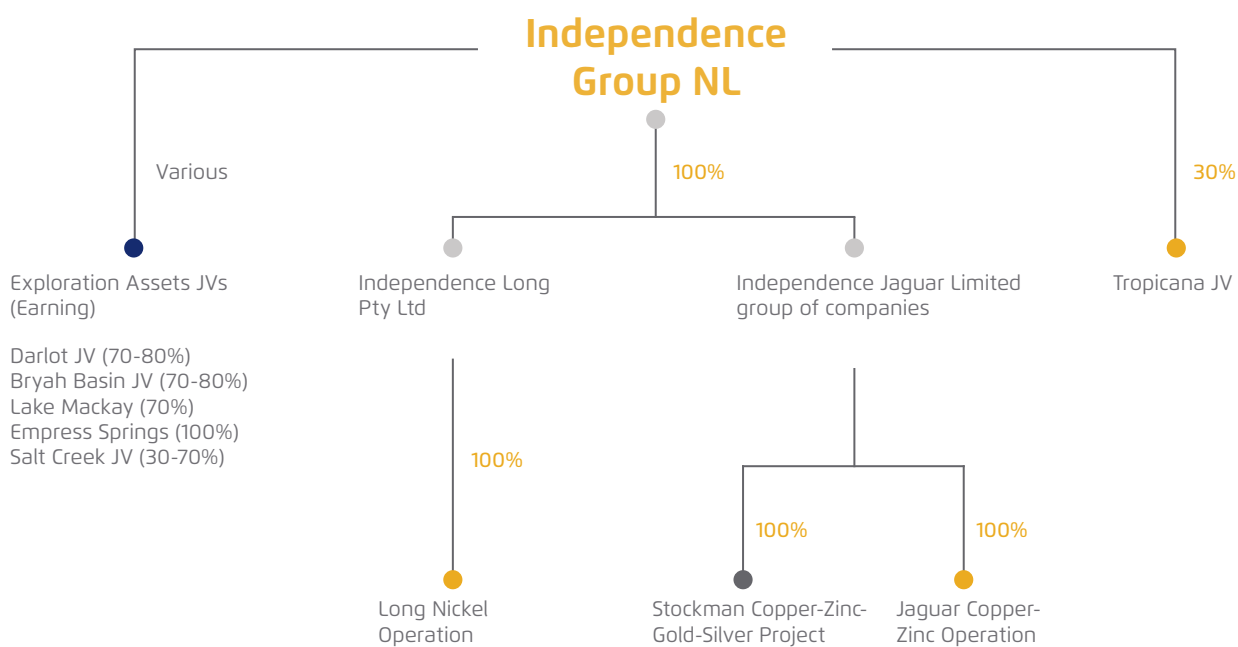 Independence
Group NL
Various
100%
30%
Exploration Assets JVs
(Earning)
Darlot JV (70-80%)
Bryah Basin JV (70-80%)
Lake Mackay (70%)
Empress Springs (100%)
Salt Creek JV (30-70%)
Independence Long
Pty Ltd
Independence Jaguar Limited
group of companies
Tropicana JV
100%
100%
100%
Long Nickel
Operation
Stockman Copper-Zinc-
Gold-Silver Project
Jaguar Copper-
Zinc Operation